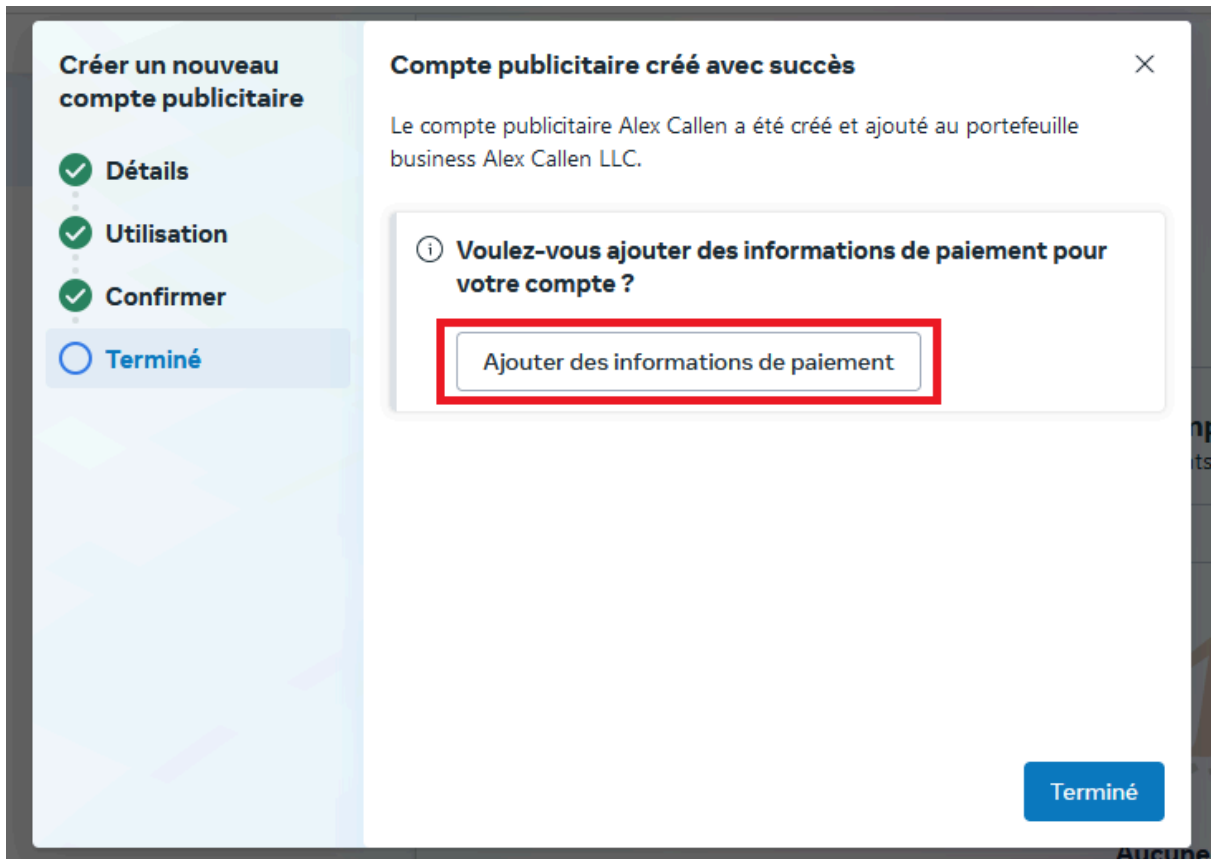 Créer un nouveau
compte publicitaire
Détails
Utilisation
Confirmer
Terminé
Compte publicitaire créé avec succès
Le compte publicitaire Alex Callen a été créé et ajouté au portefeuille
business Alex Callen LLC.
Voulez-vous ajouter des informations de paiement pour
votre compte ?
Ajouter des informations de paiement
Terminé
Aucune